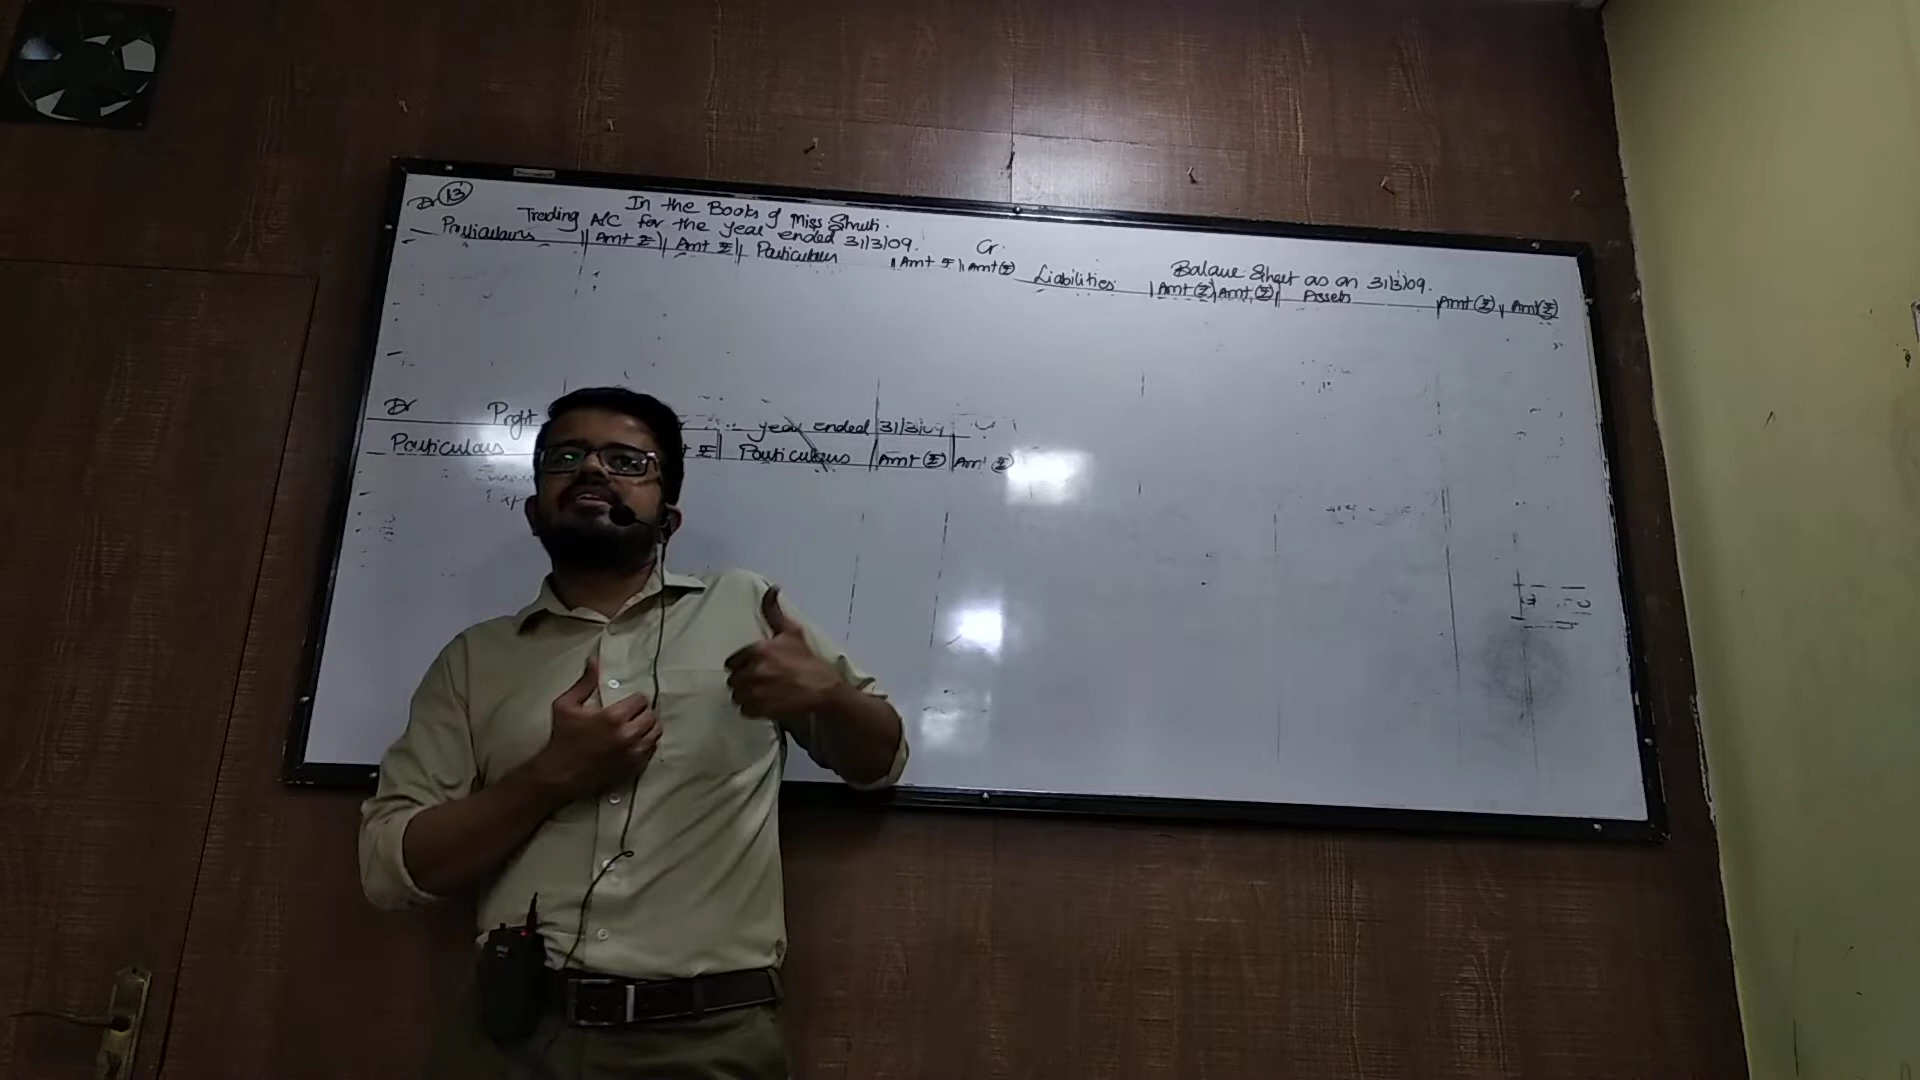 Dr 13 In the Books of Miss Shruti.
Trading A/C for the year ended 31/3/09. Cr.
Particulars Amt ₹ Amt ₹ Particulars Amt ₹ Amt(₹)
Balance Sheet as on 31/3/09.
Liabilities Amt (₹) Amt (₹) Assets Amt (₹) Amt (₹)
Dr Profit year ended 31/3/09
Particulars ₹ Particulars Amt (₹) Amt (₹)